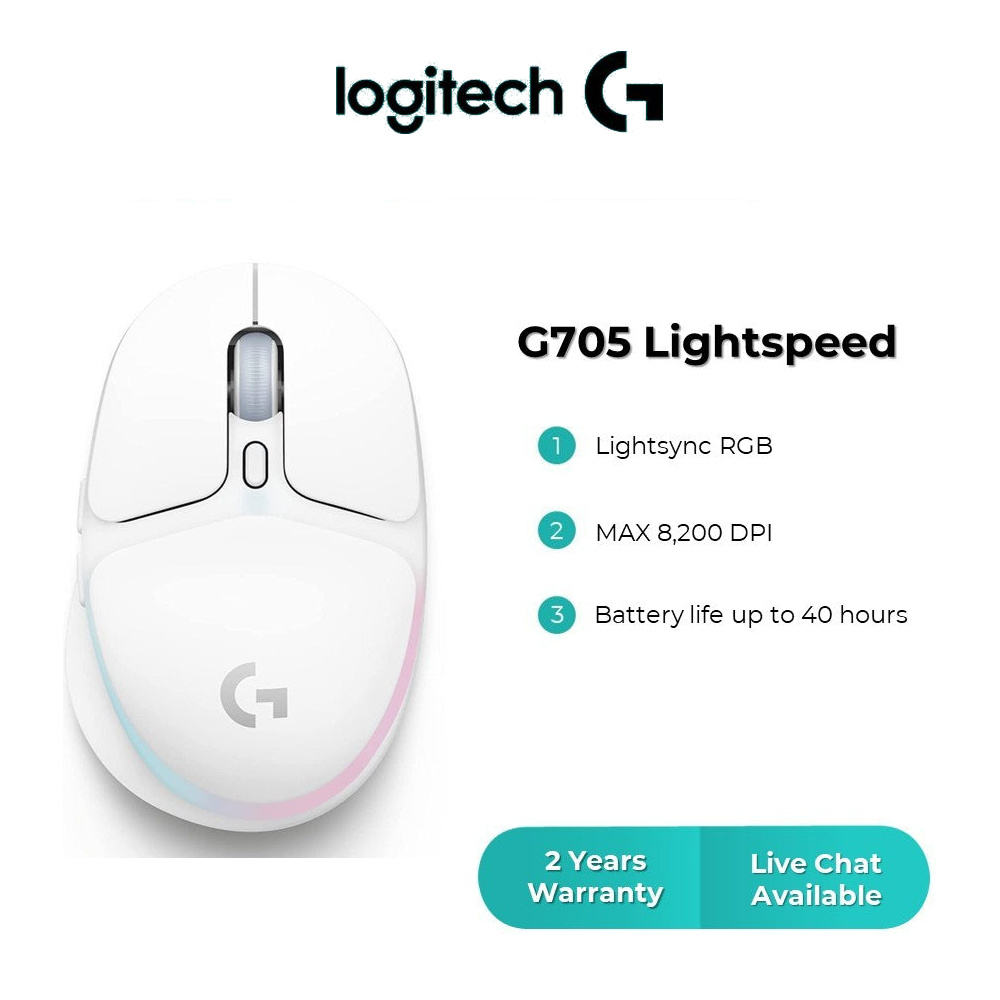 logitech G
G705 Lightspeed
1 Lightsync RGB
2 MAX 8,200 DPI
3 Battery life up to 40 hours
2 Years
Warranty
Live Chat
Available
G